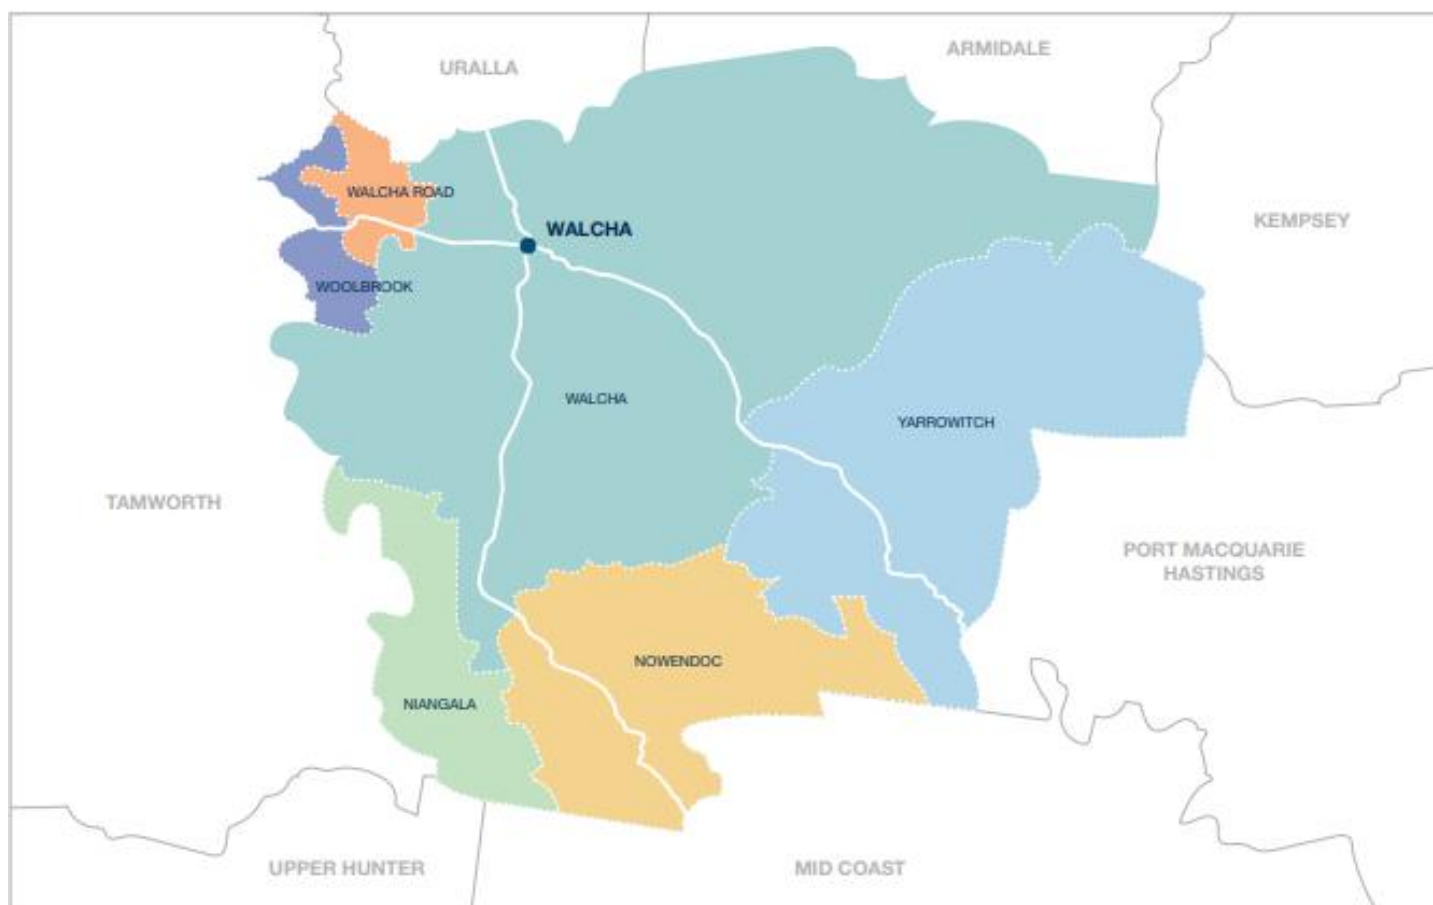 ARMIDALE
URALLA
WALCHA ROAD
KEMPSEY
WALCHA
WOOLBROOK
WALCHA
YARROWITCH
TAMWORTH
PORT MACQUARIE
HASTINGS
NOWENDOC
NIANGALA
UPPER HUNTER
MID COAST